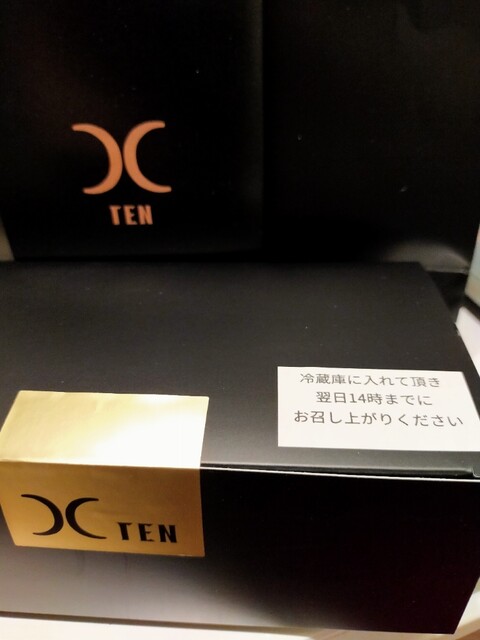 TEN
冷蔵庫に入れて頂き
翌日14時までに
お召し上がりください
TEN